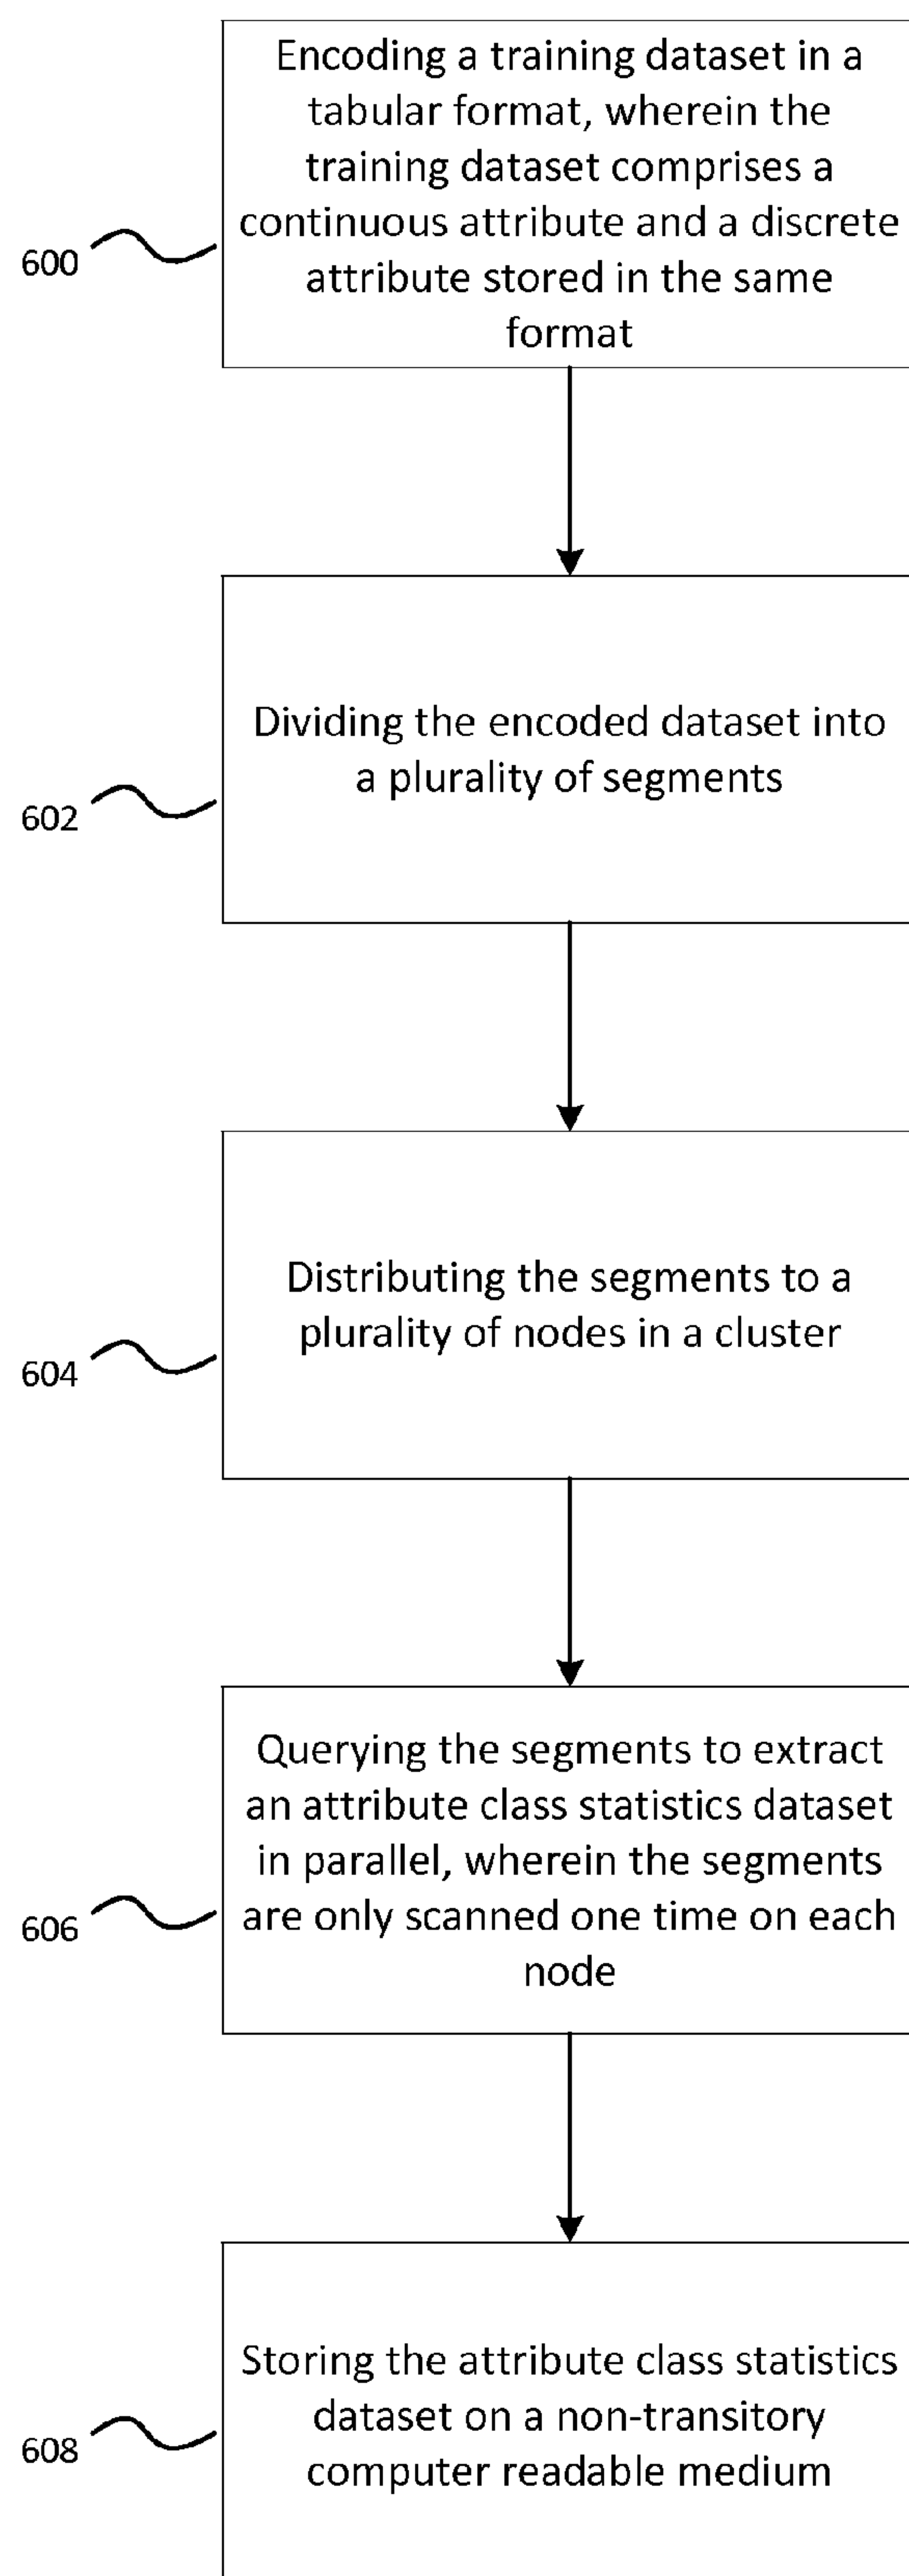 Encoding a training dataset in a
tabular format, wherein the
training dataset comprises a
continuous attribute and a discrete
attribute stored in the same
format
600
Dividing the encoded dataset into
a plurality of segments
602
Distributing the segments to a
plurality of nodes in a cluster
604
Querying the segments to extract
an attribute class statistics dataset
in parallel, wherein the segments
are only scanned one time on each
node
606
Storing the attribute class statistics
dataset on a non-transitory
computer readable medium
608